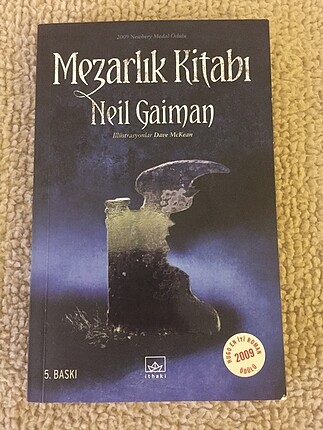 2009 Newbery Medal Ödülü
Mezarlık Kitabı
Neil Gaiman
İllüstrasyonlar Dave McKean
HUGO EN İYİ ROMAN
2009
ÖDÜLÜ
5. BASKI
ithaki